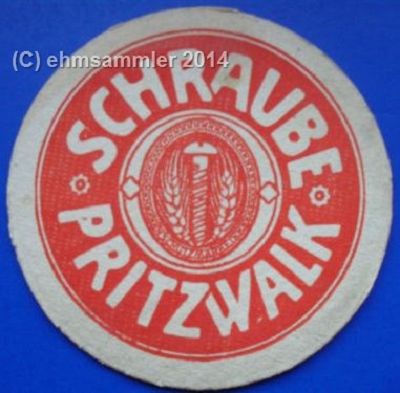 (C) ehmsammler 2014
SCHRAUBE
PRITZWALK